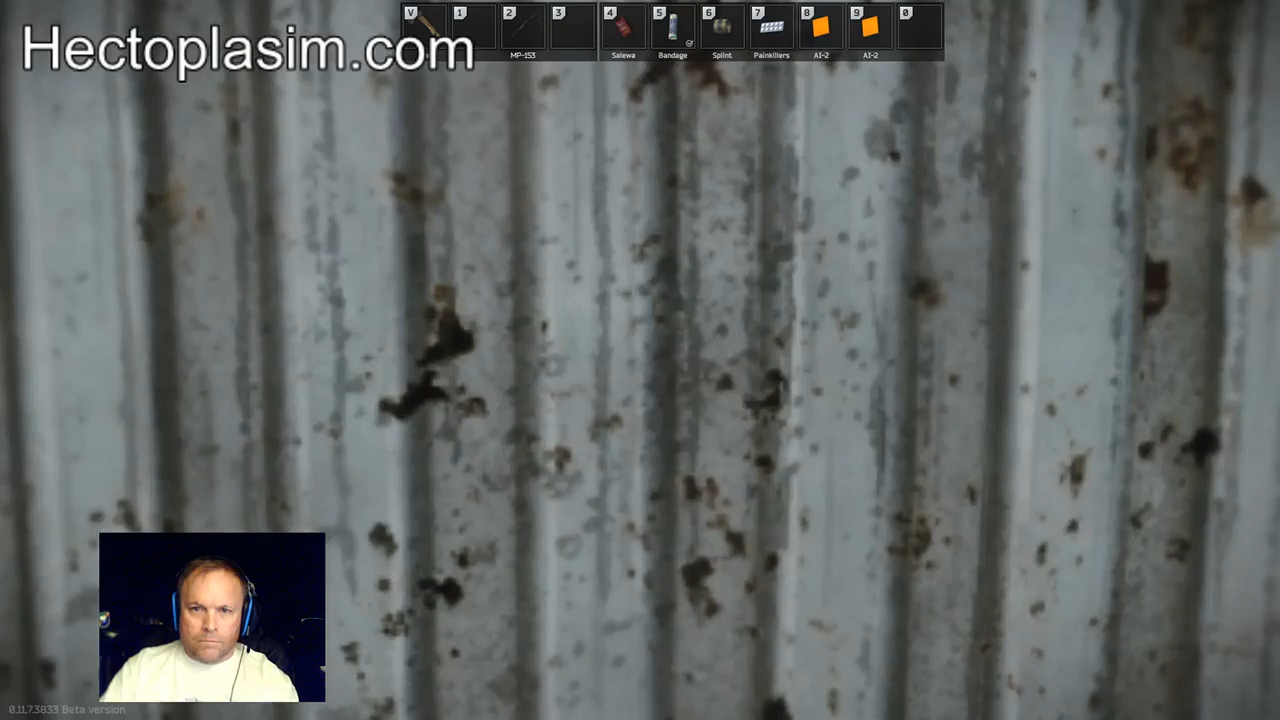 Hectoplasim.com
V 1 2 3 4 5 6 7 8 9 0
MP-153 Salewa Bandage Splint Painkillers AI-2 AI-2
0.11.7.3833 Beta version